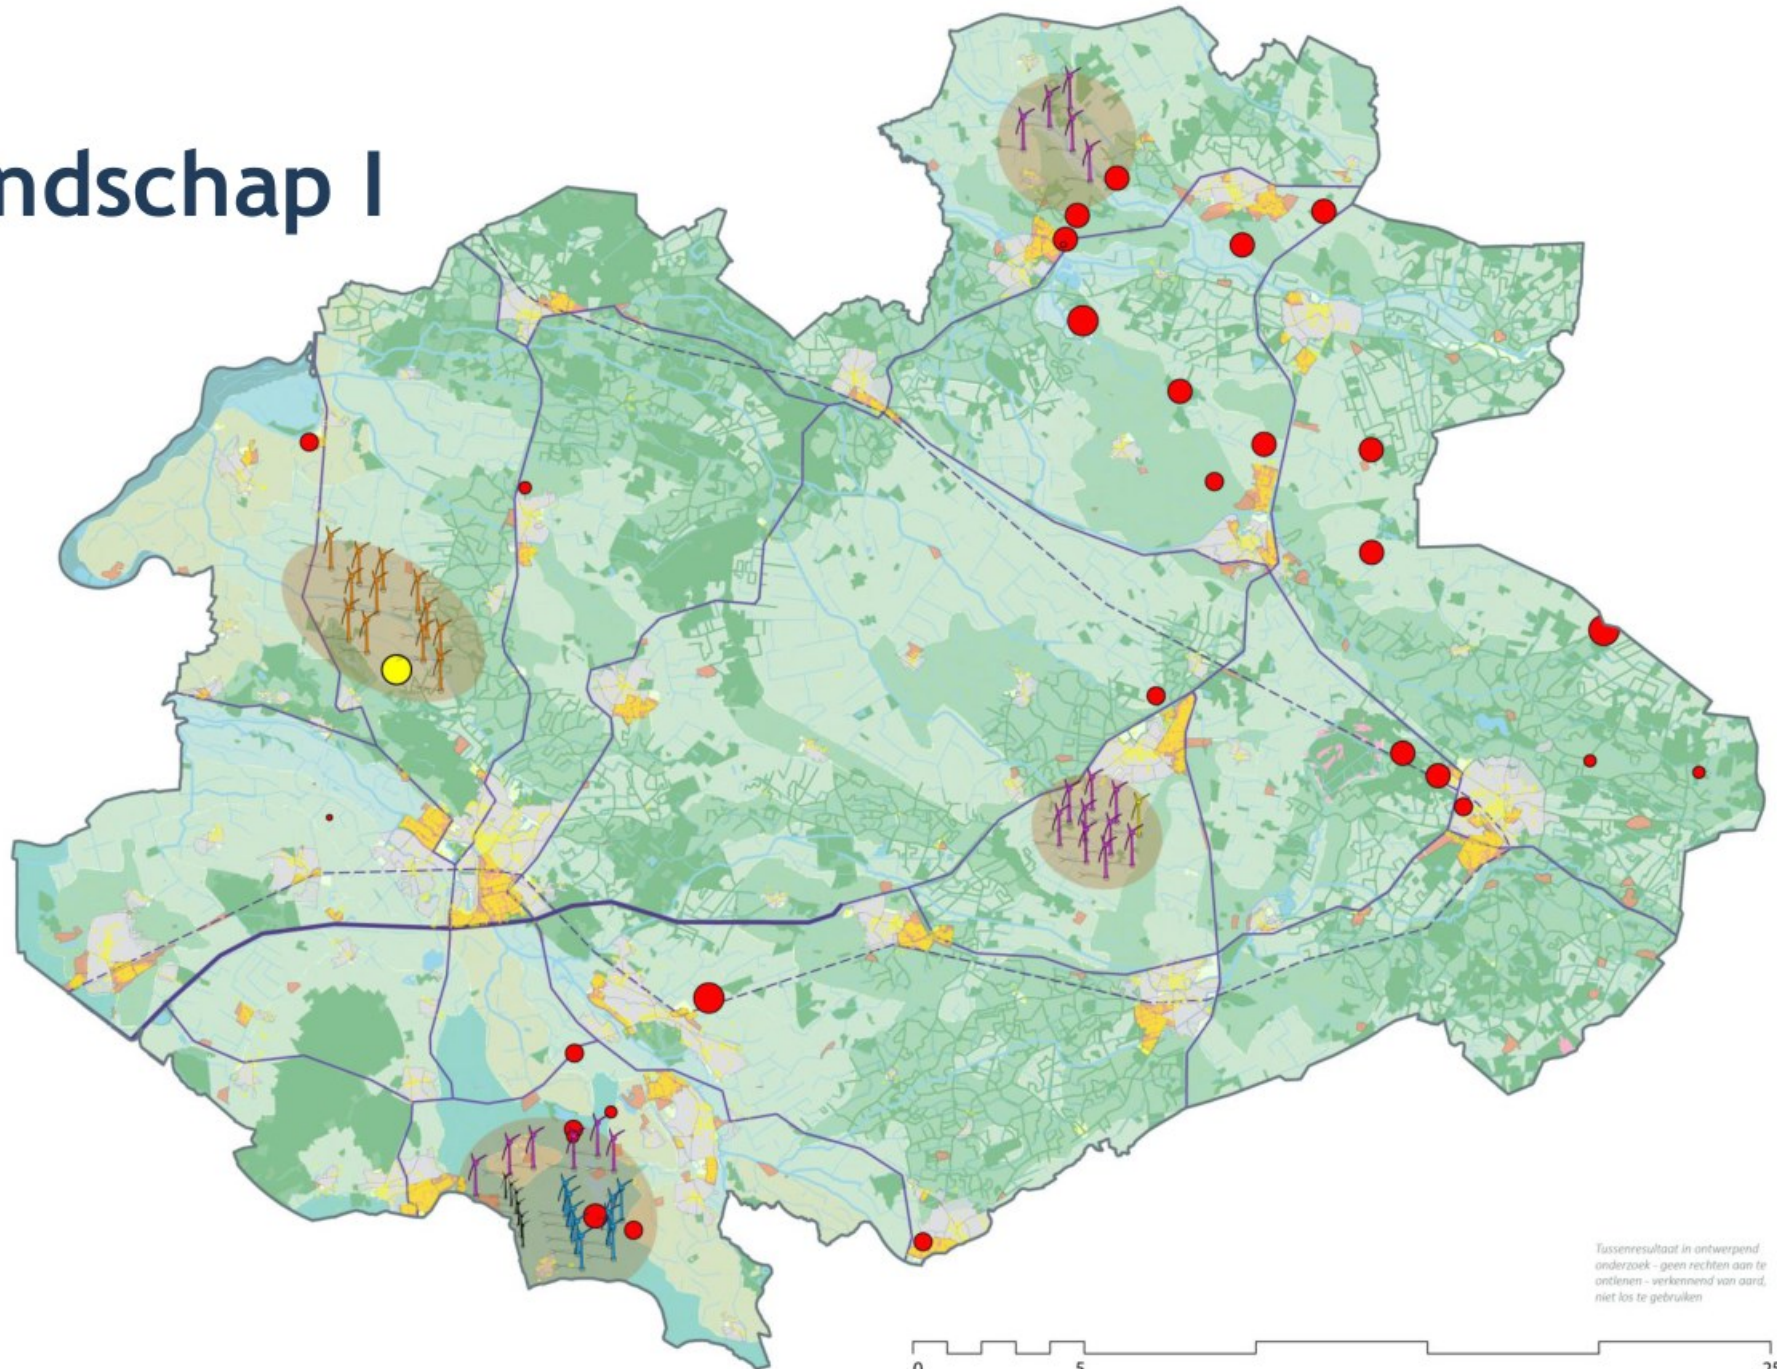 ndschap I
Tussenresultaat in ontwerpend
onderzoek - geen rechten aan te
ontlenen - verkennend van aard,
niet los te gebruiken
0 5